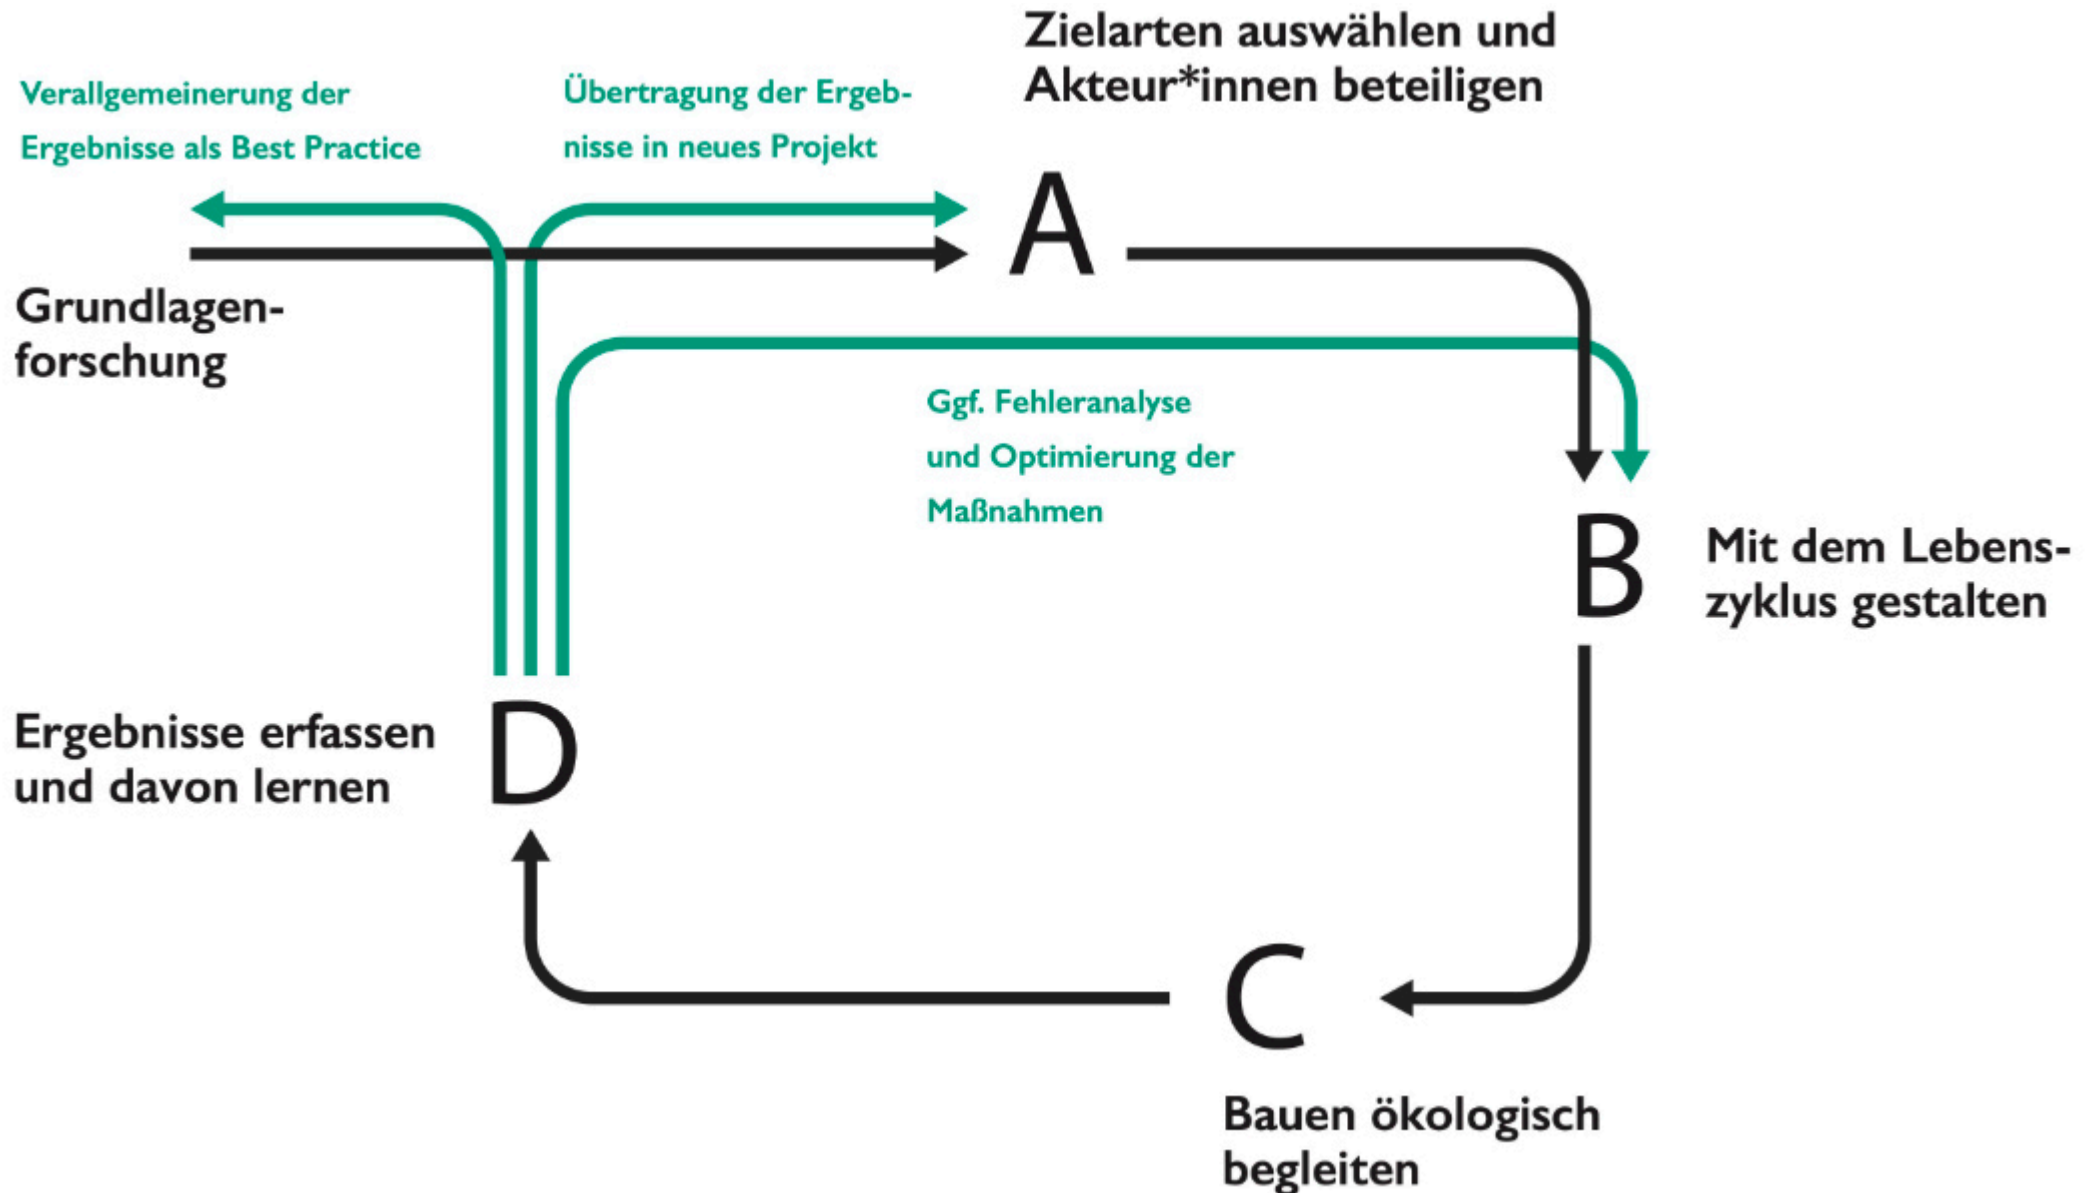 Zielarten auswählen und
Akteur*innen beteiligen
Verallgemeinerung der
Ergebnisse als Best Practice
Übertragung der Ergeb-
nisse in neues Projekt
A
Grundlagen-
forschung
Ggf. Fehleranalyse
und Optimierung der
Maßnahmen
B
Mit dem Lebens-
zyklus gestalten
Ergebnisse erfassen
und davon lernen
D
C
Bauen ökologisch
begleiten